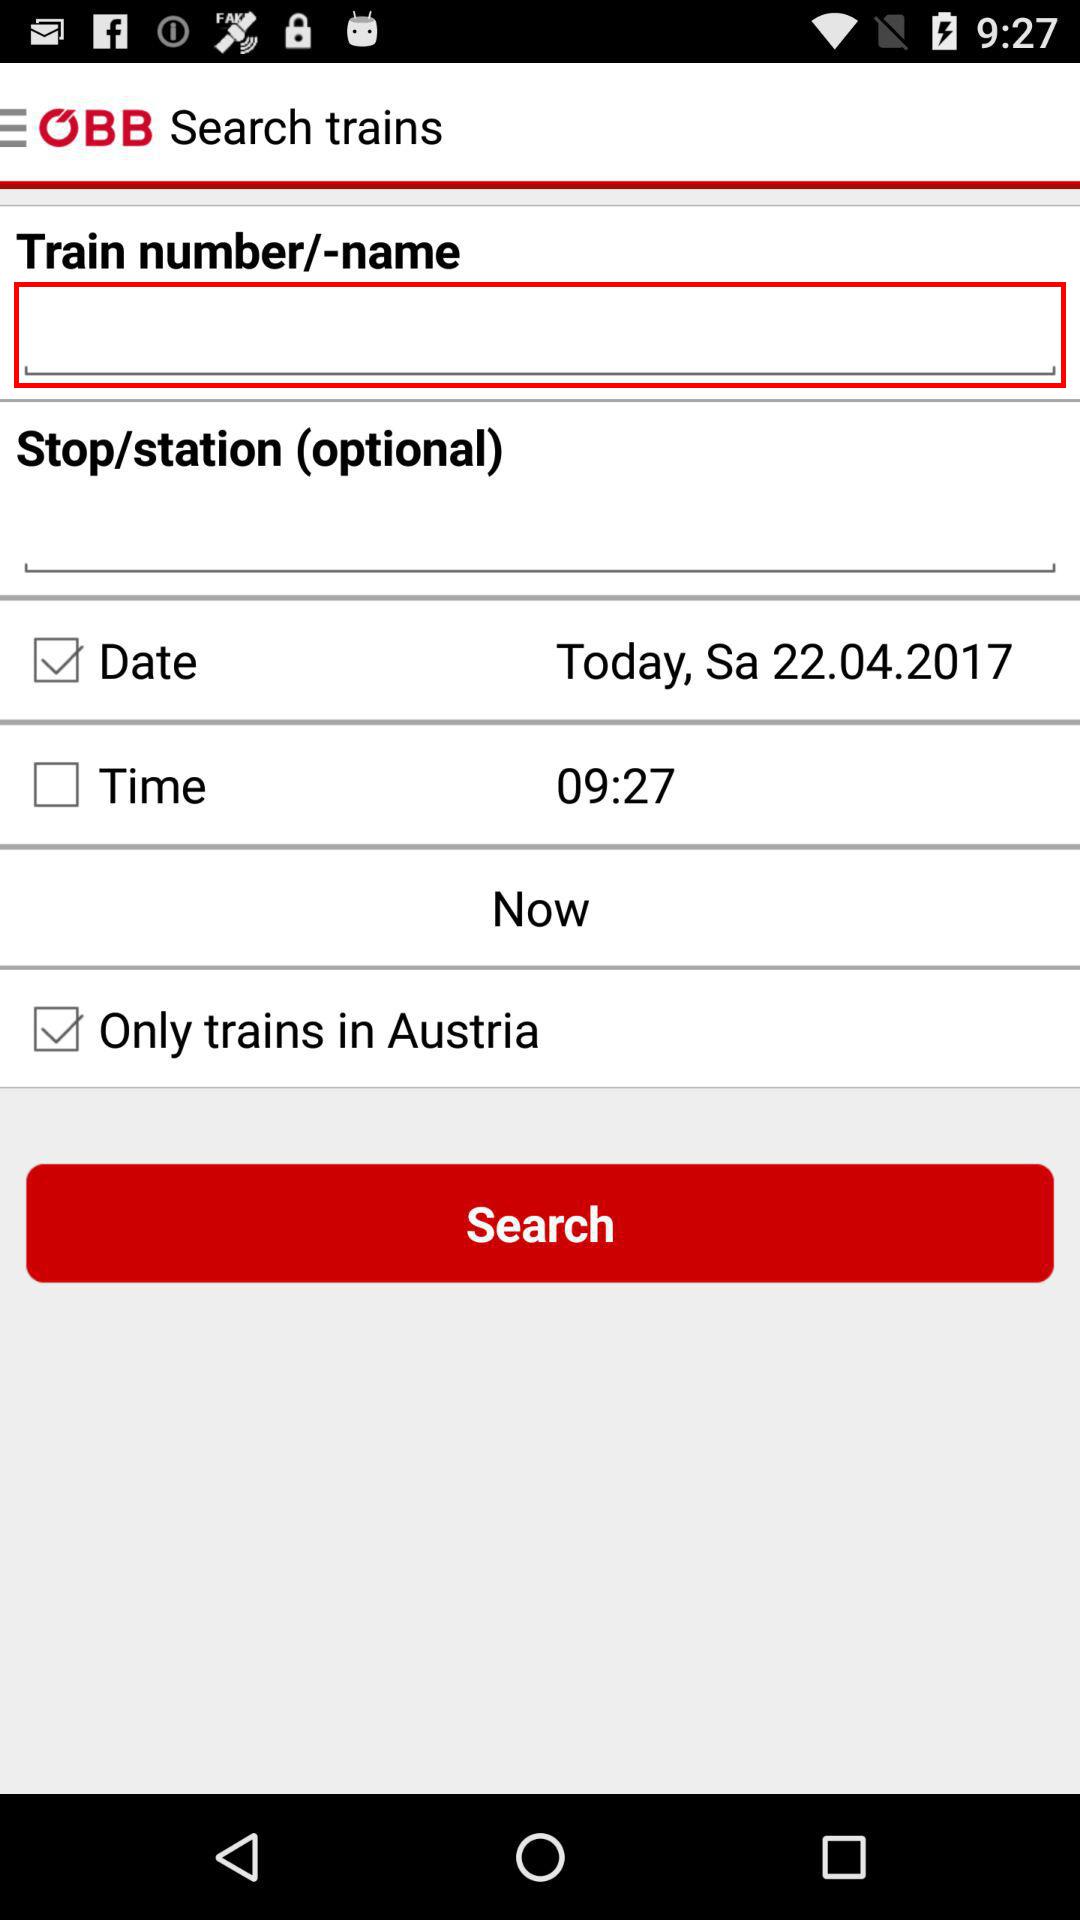 FAKE
9:27
ÖBB Search trains
Train number/-name
Stop/station (optional)
Date Today, Sa 22.04.2017
Time 09:27
Now
Only trains in Austria
Search